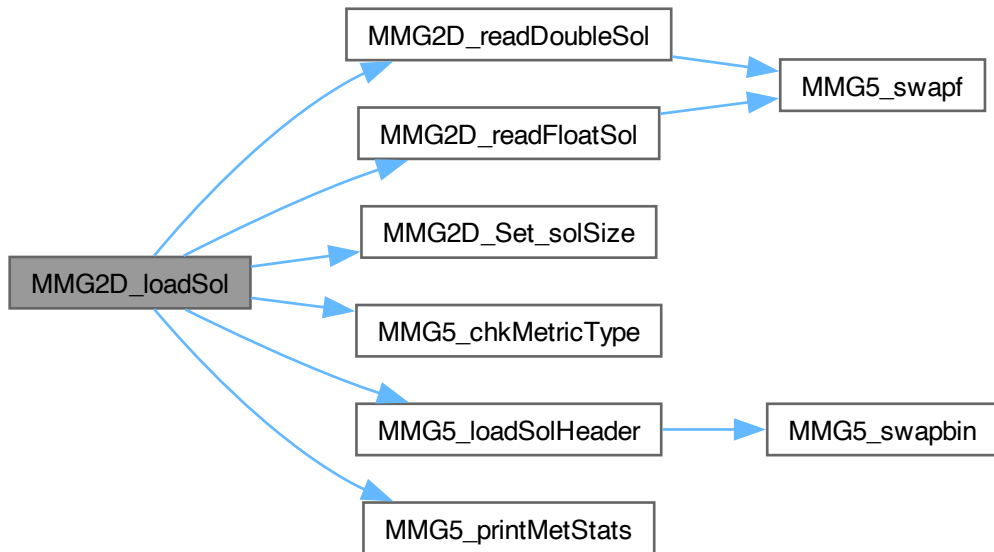 MMG2D_readDoubleSol
MMG5_swapf
MMG2D_readFloatSol
MMG2D_Set_solSize
MMG2D_loadSol
MMG5_chkMetricType
MMG5_loadSolHeader
MMG5_swapbin
MMG5_printMetStats